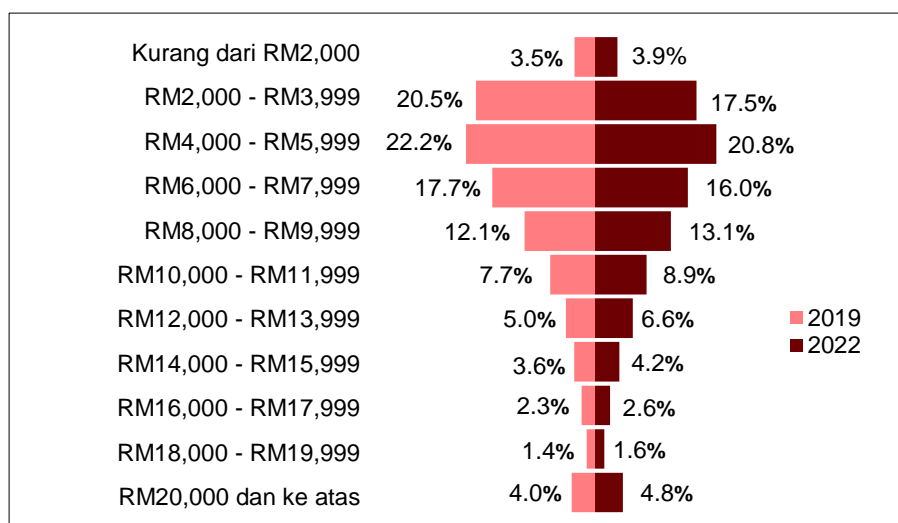 Kurang dari RM2,000 3.5% 3.9%
RM2,000 - RM3,999 20.5% 17.5%
RM4,000 - RM5,999 22.2% 20.8%
RM6,000 - RM7,999 17.7% 16.0%
RM8,000 - RM9,999 12.1% 13.1%
RM10,000 - RM11,999 7.7% 8.9%
RM12,000 - RM13,999 5.0% 6.6%
2019
2022
RM14,000 - RM15,999 3.6% 4.2%
RM16,000 - RM17,999 2.3% 2.6%
RM18,000 - RM19,999 1.4% 1.6%
RM20,000 dan ke atas 4.0% 4.8%